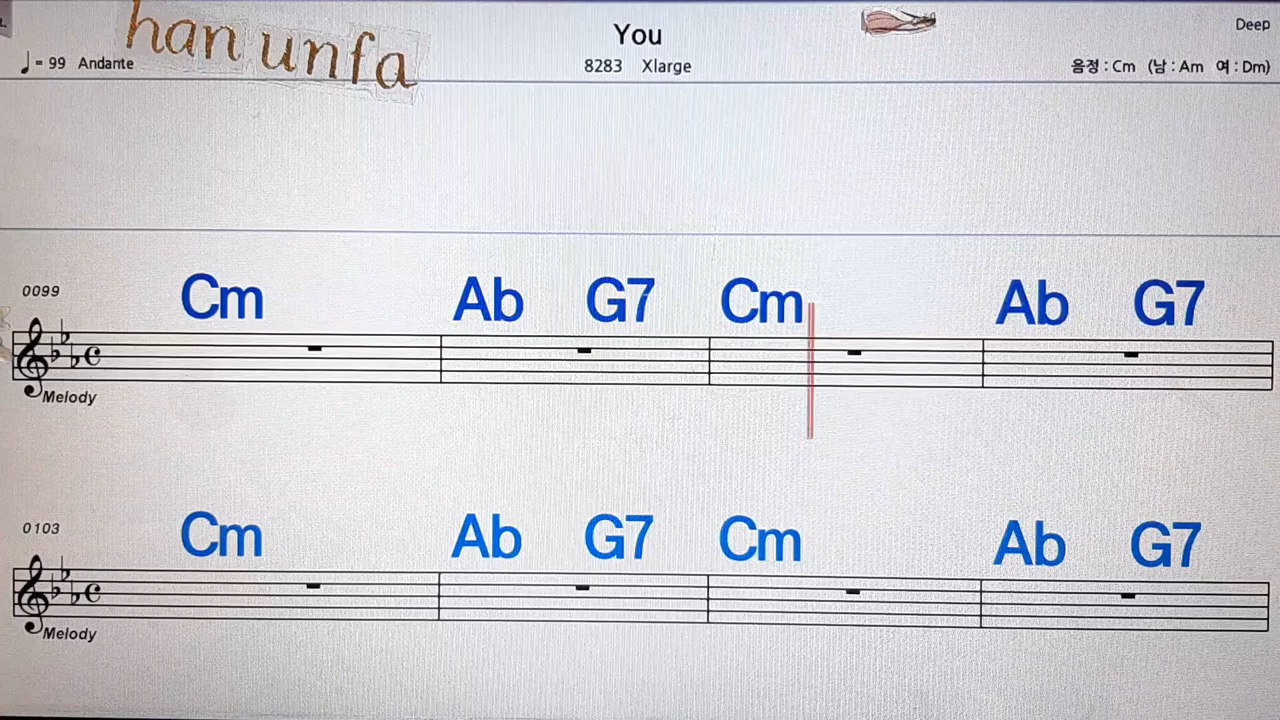 han unfa
You
Deep
♩= 99 Andante
8283 Xlarge
음정 : Cm (남 : Am 여 : Dm)
0099
Cm Ab G7 Cm Ab G7
Melody
0103
Cm Ab G7 Cm Ab G7
Melody